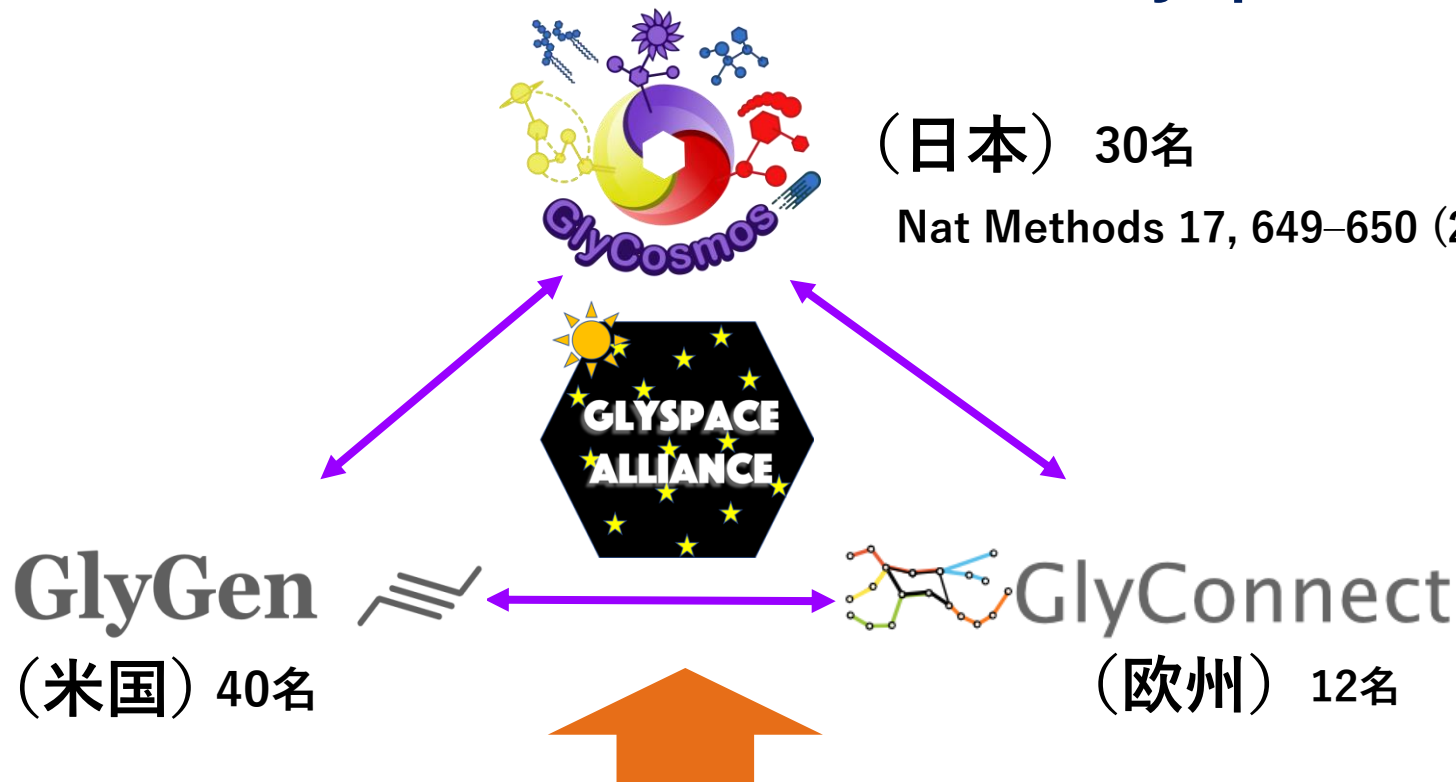 GlyCosmos
（日本） 30名
Nat Methods 17, 649–650 (2
GLYSPACE
ALLIANCE
GlyGen
GlyConnect
（米国） 40名
（欧州） 12名